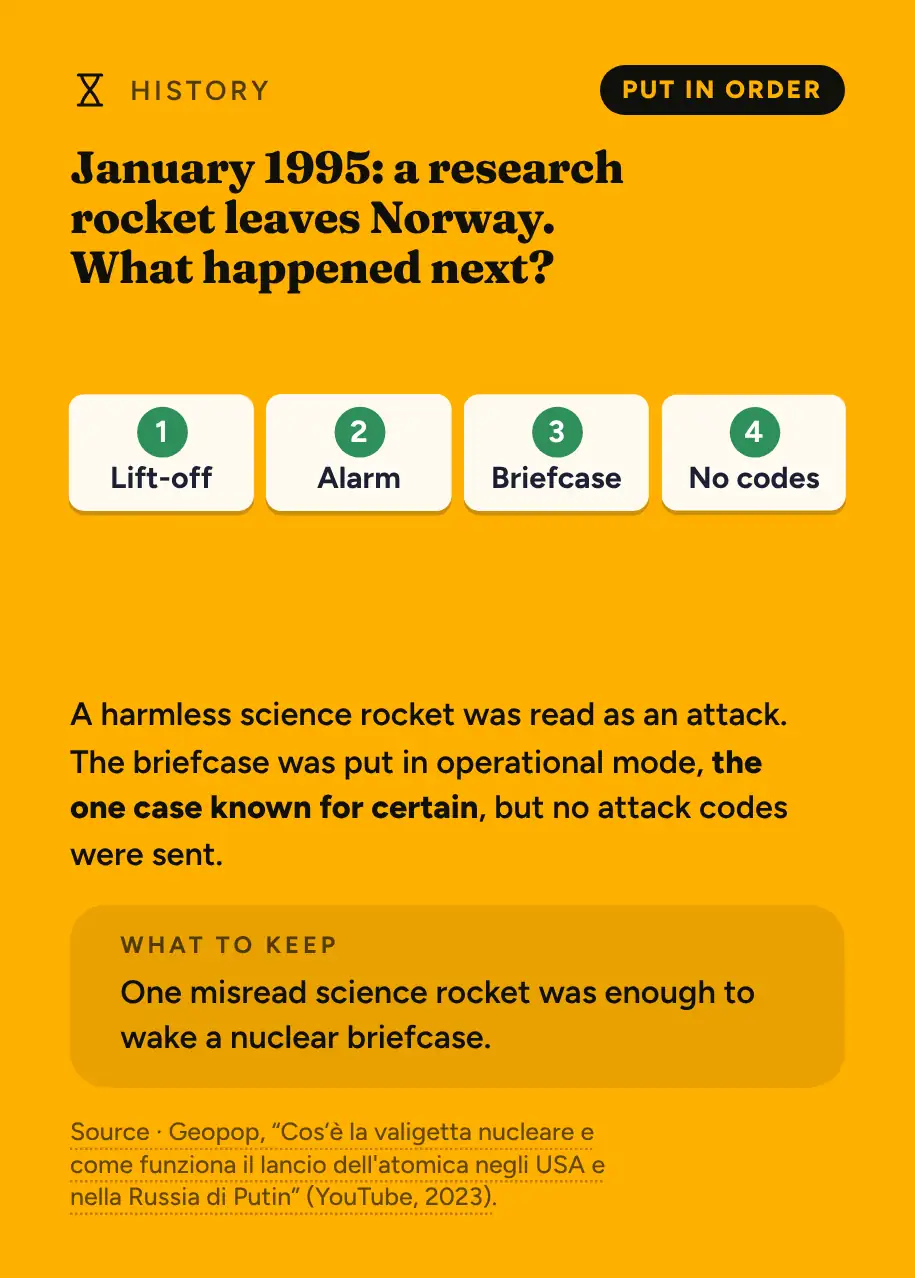 HISTORY
PUT IN ORDER
January 1995: a research
rocket leaves Norway.
What happened next?
1
Lift-off
2
Alarm
3
Briefcase
4
No codes
A harmless science rocket was read as an attack.
The briefcase was put in operational mode, the
one case known for certain, but no attack codes
were sent.
WHAT TO KEEP
One misread science rocket was enough to
wake a nuclear briefcase.
Source · Geopop, “Cos’è la valigetta nucleare e
come funziona il lancio dell'atomica negli USA e
nella Russia di Putin” (YouTube, 2023).